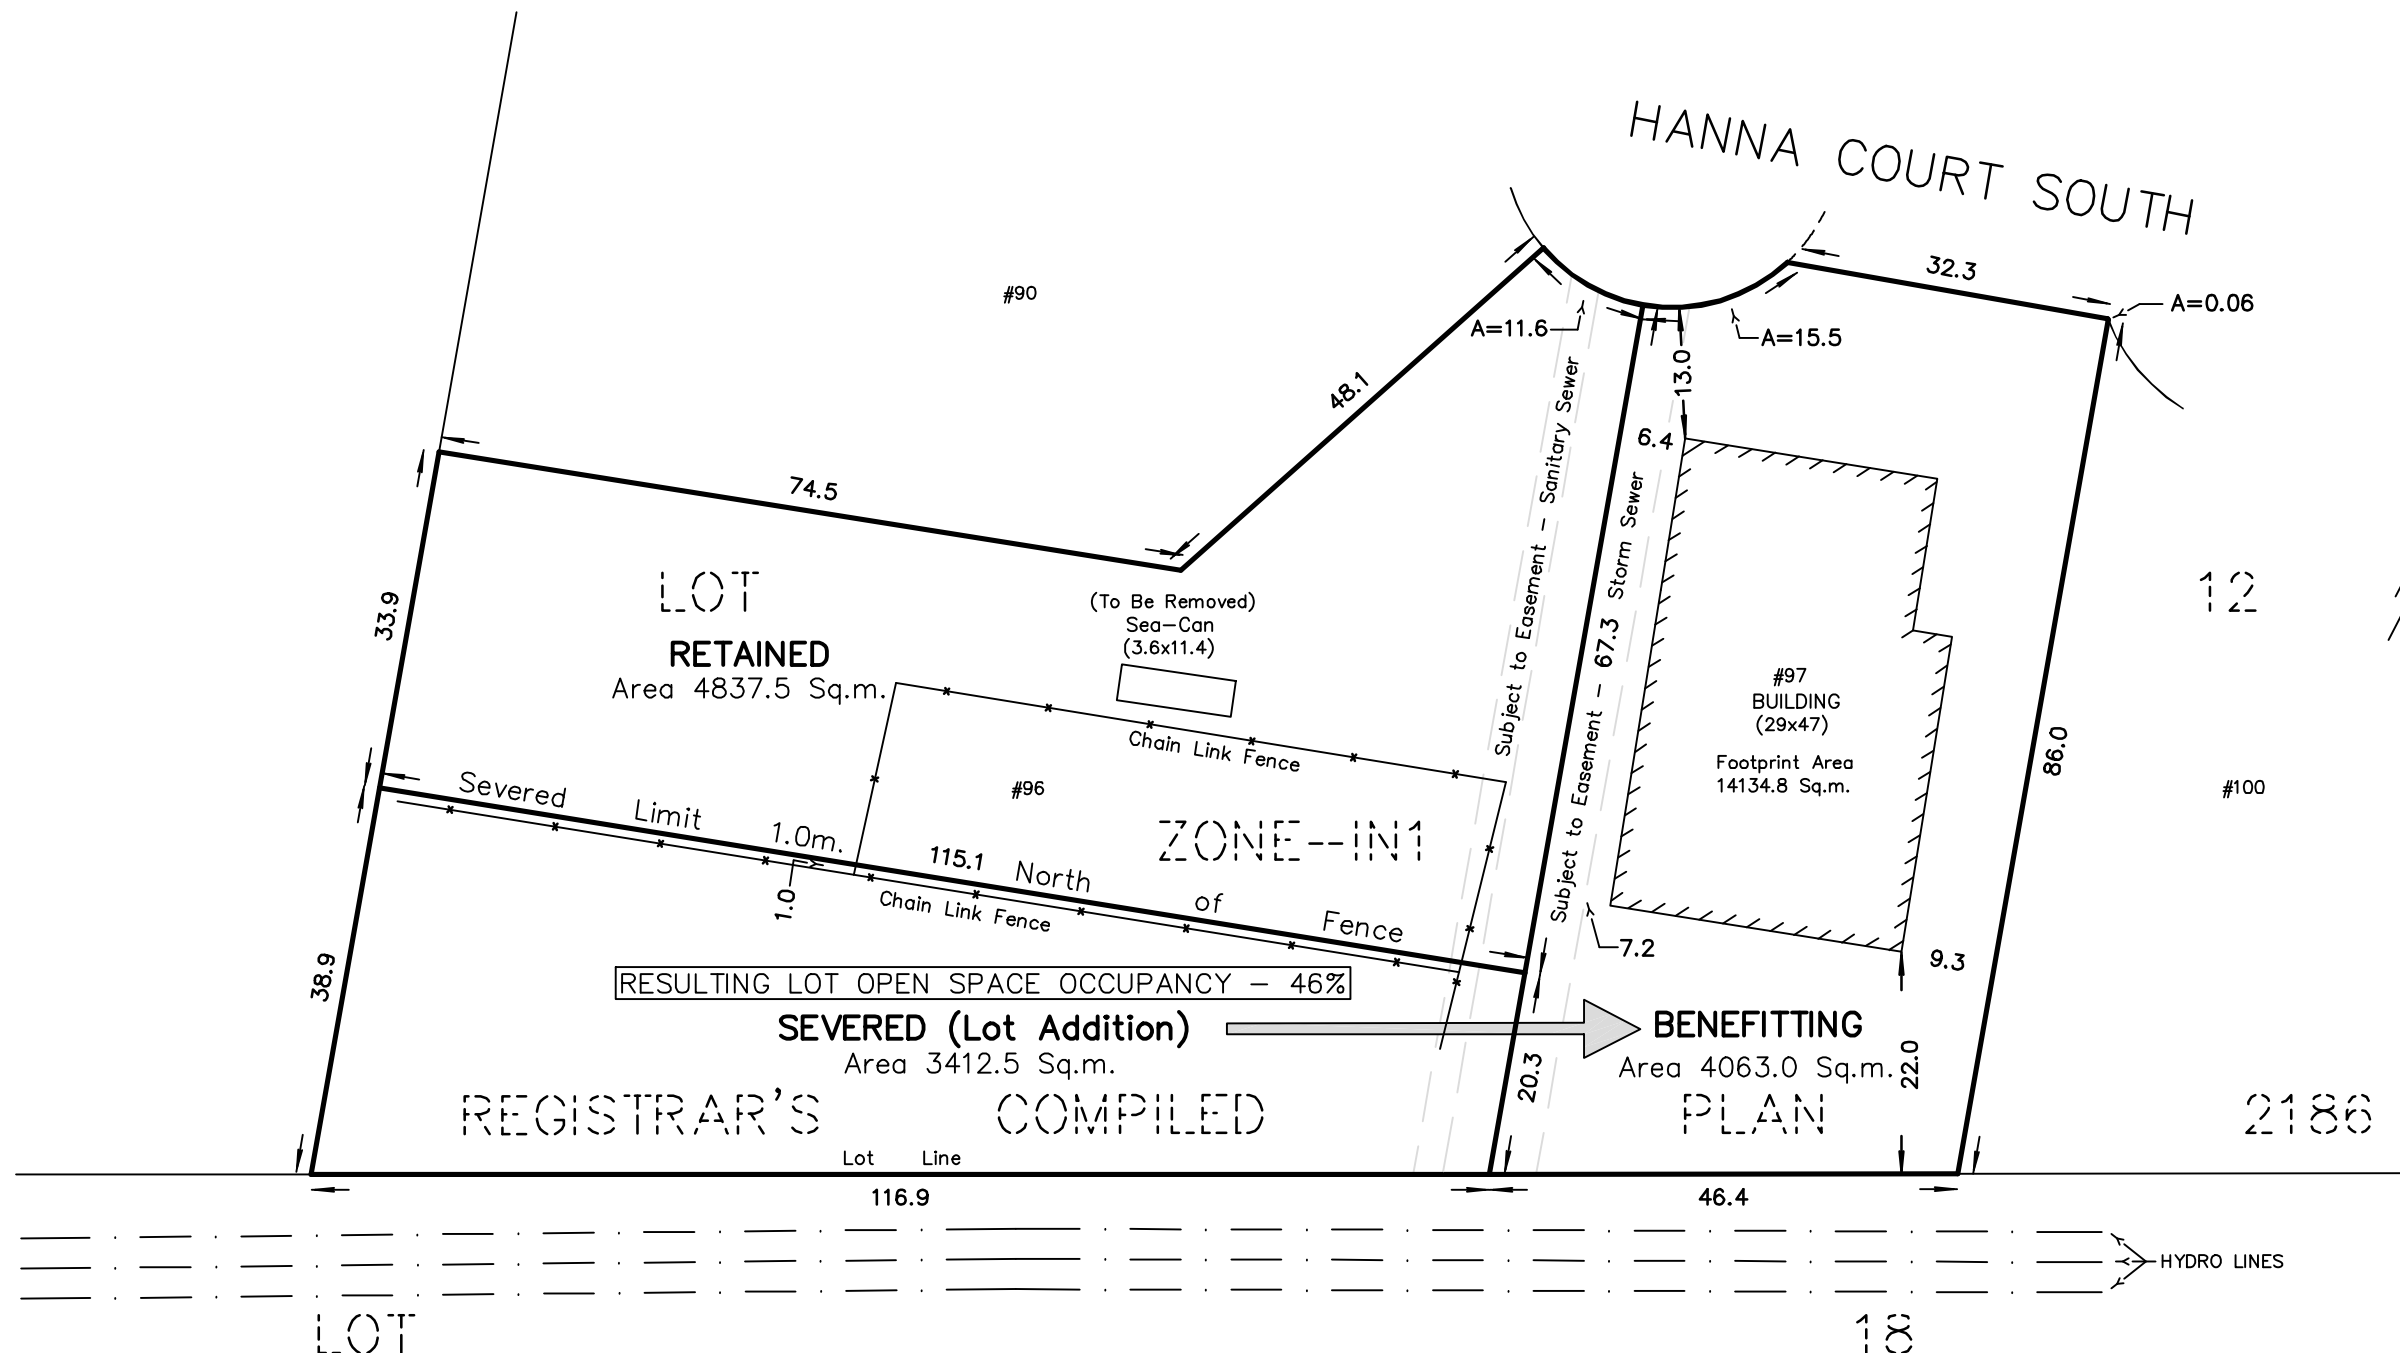 HANNA COURT SOUTH
#90
32.3
A=0.06
A=11.6
A=15.5
13.0
48.1
6.4
74.5
Subject to Easement - Sanitary Sewer
Subject to Easement - 67.3 Storm Sewer
LOT
12
33.9
(To Be Removed)
Sea-Can
(3.6x11.4)
RETAINED
Area 4837.5 Sq.m.
#97
BUILDING
(29x47)
Footprint Area
14134.8 Sq.m.
86.0
Chain Link Fence
#96
#100
Severed Limit 1.0m. North of Fence
115.1
ZONE--IN1
1.0
Chain Link Fence
7.2
9.3
38.9
RESULTING LOT OPEN SPACE OCCUPANCY - 46%
SEVERED (Lot Addition)
Area 3412.5 Sq.m.
BENEFITTING
Area 4063.0 Sq.m.
20.3
22.0
REGISTRAR'S COMPILED PLAN 2186
Lot Line
116.9
46.4
HYDRO LINES
LOT 18